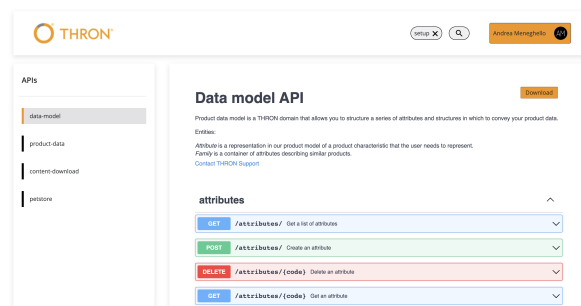 THRON
setup
Andrea Meneghello
AM
APIs
data-model
product-data
content-download
petstore
Data model API
Download
Product data model is a THRON domain that allows you to structure a series of attributes and structures in which to convey your product data.
Entities:
Attribute is a representation in our product model of a product characteristic that the user needs to represent.
Family is a container of attributes describing similar products.
Contact THRON Support
attributes
GET /attributes/ Get a list of attributes
POST /attributes/ Create an attribute
DELETE /attributes/{code} Delete an attribute
GET /attributes/{code} Get an attribute